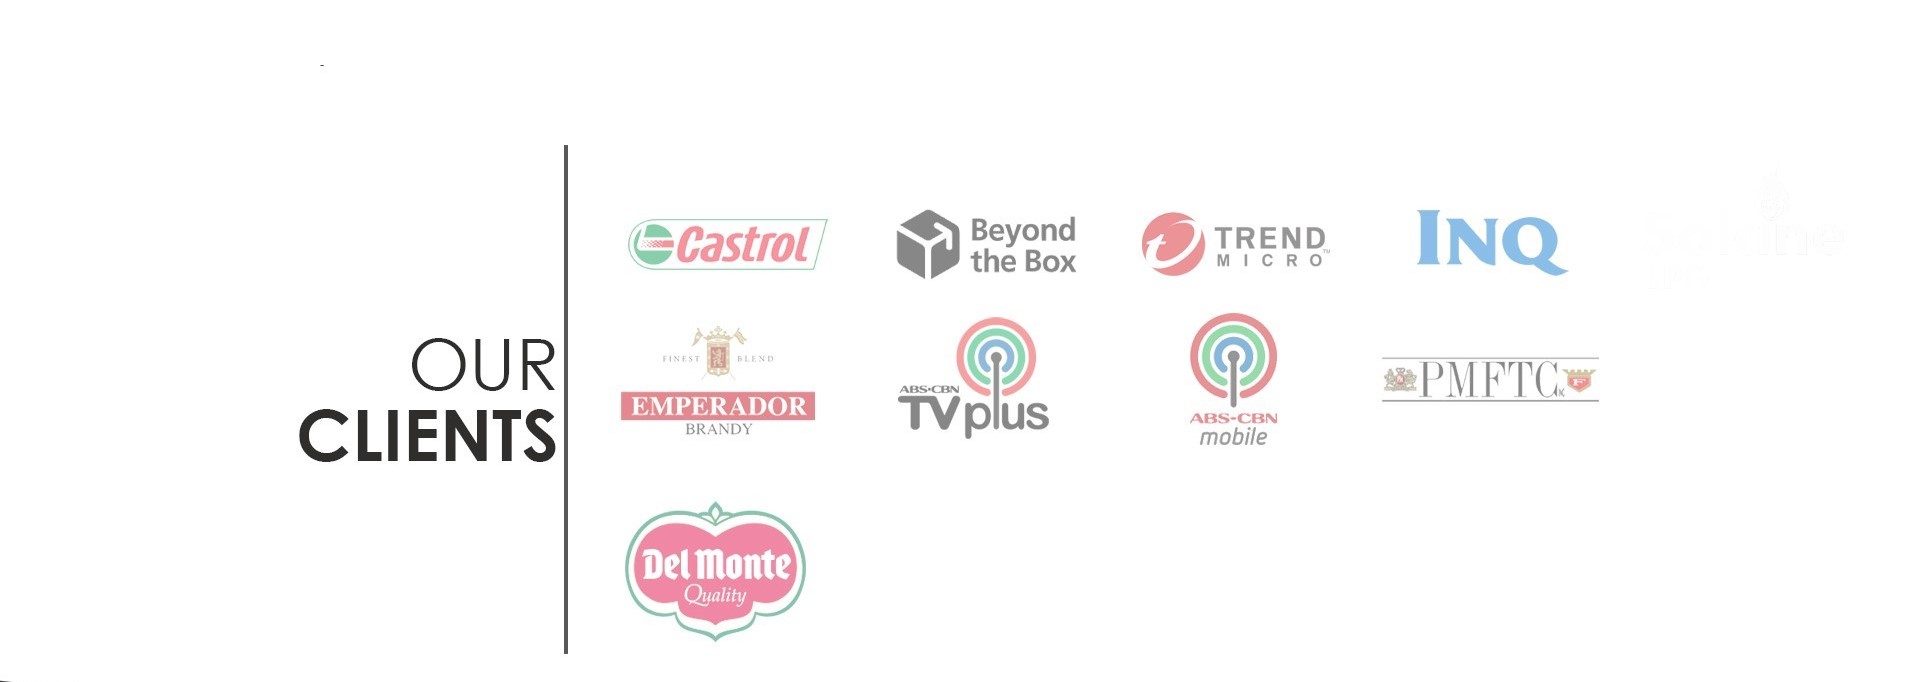 OUR
CLIENTS
Castrol
Beyond
the Box
TREND
MICRO™
INQ
FINEST BLEND
EMPERADOR
BRANDY
ABS-CBN
TVplus
ABS-CBN
mobile
PMFTC
Del Monte
Quality